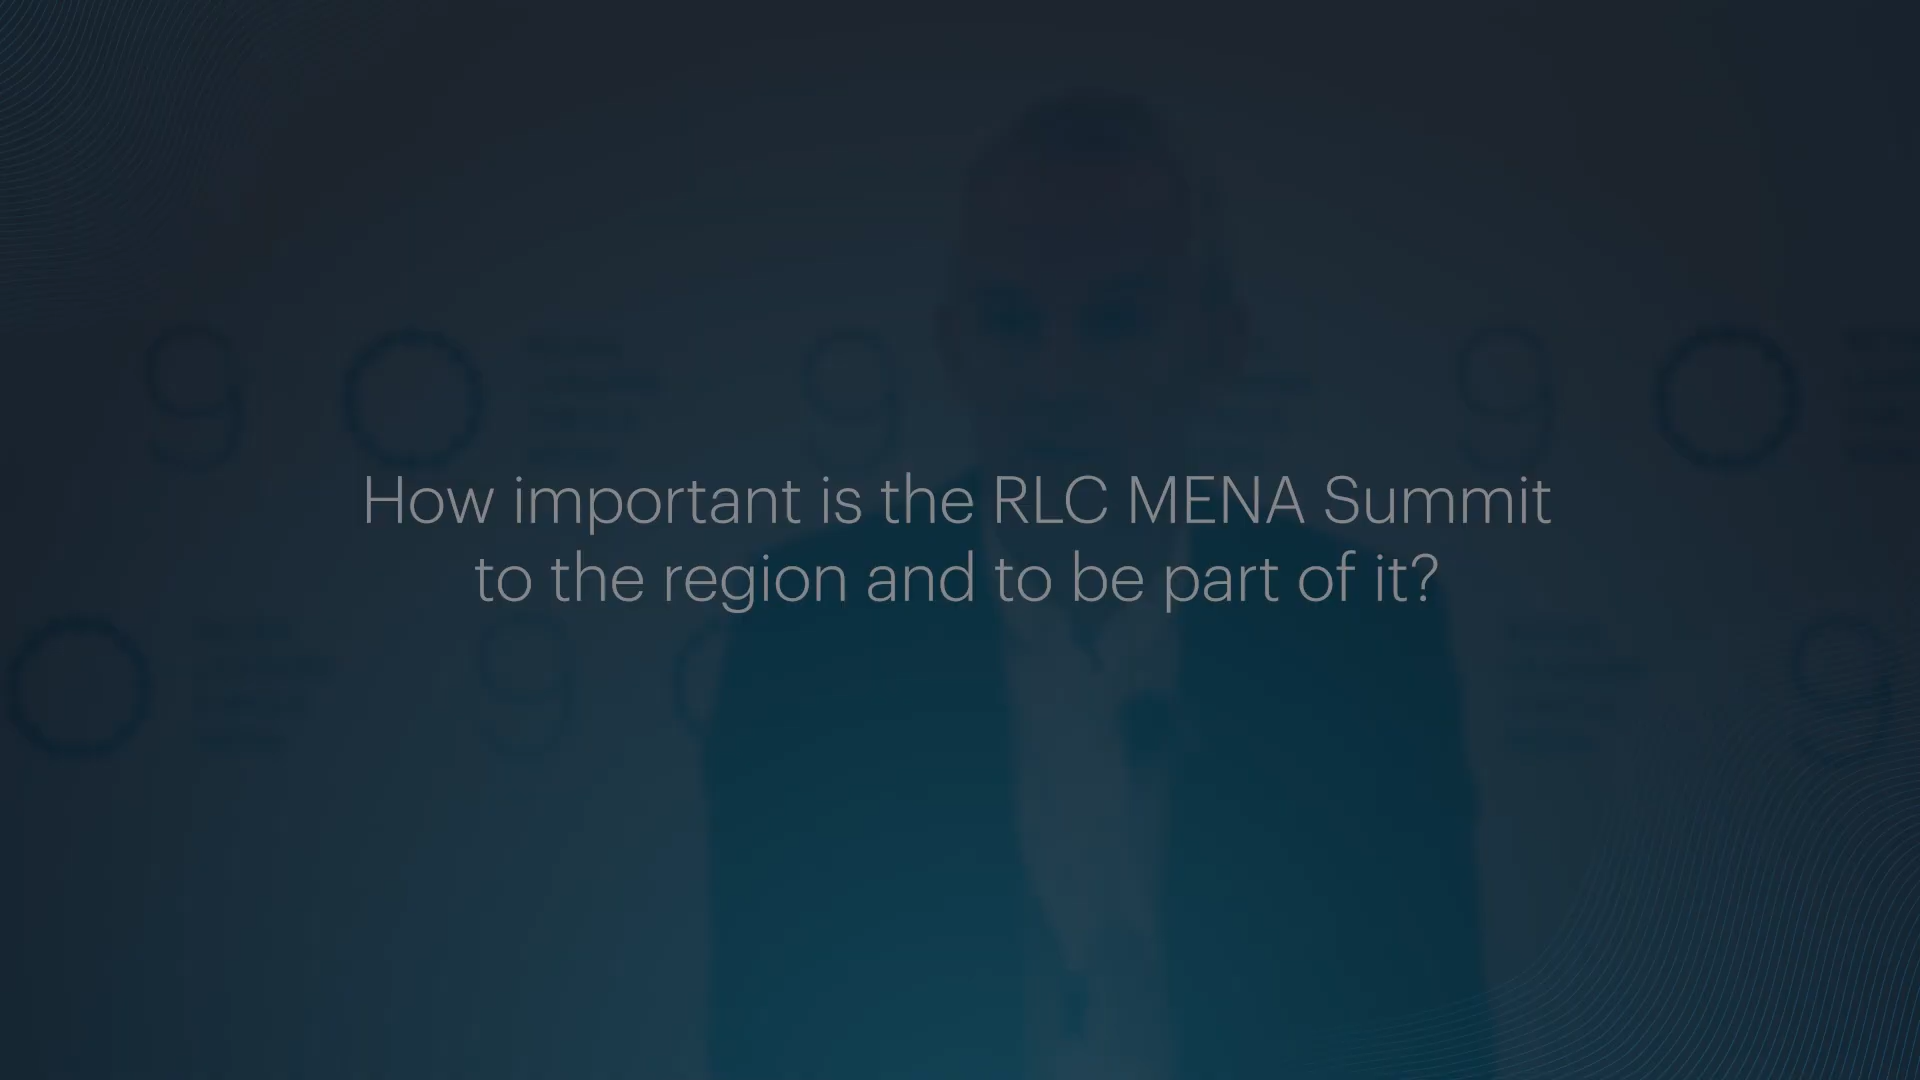 How important is the RLC MENA Summit
to the region and to be part of it?